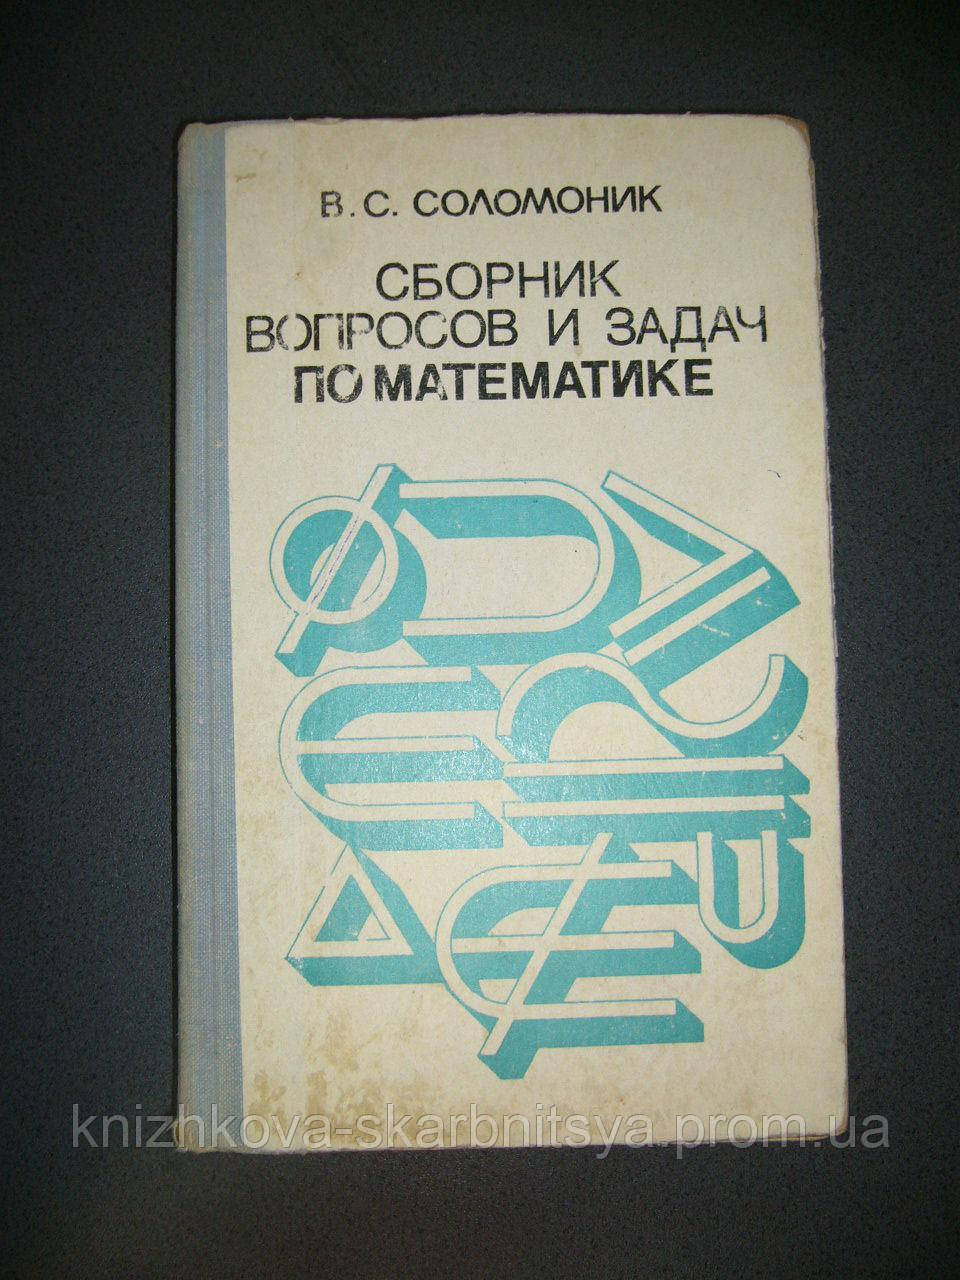 В. С. СОЛОМОНИК
СБОРНИК
ВОПРОСОВ И ЗАДАЧ
ПО МАТЕМАТИКЕ
knizhkova-skarbnitsya.prom.ua